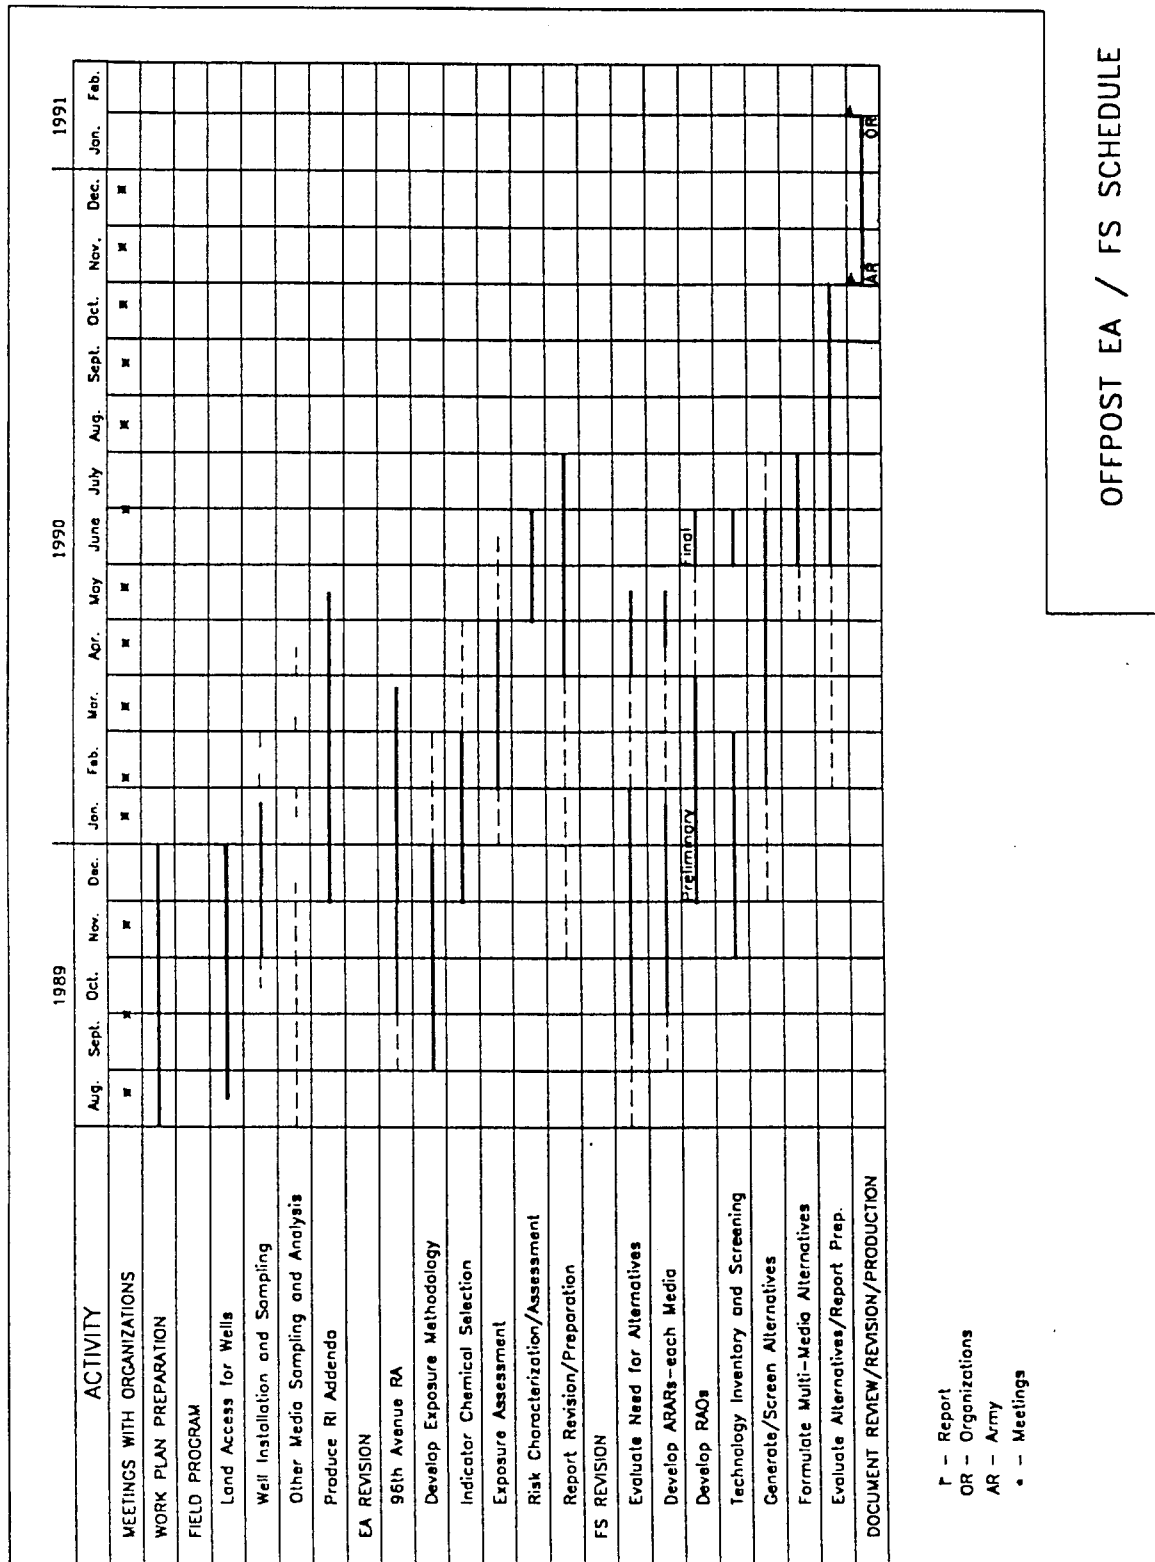 1989 1990 1991
ACTIVITY Aug. Sept. Oct. Nov. Dec. Jan. Feb. Mar. Apr. May June July Aug. Sept. Oct. Nov. Dec. Jan. Feb.
MEETINGS WITH ORGANIZATIONS
WORK PLAN PREPARATION
FIELD PROGRAM
Land Access for Wells
Well Installation and Sampling
Other Media Sampling and Analysis
Produce RI Addenda
EA REVISION
96th Avenue RA
Develop Exposure Methodology
Indicator Chemical Selection
Exposure Assessment
Risk Characterization/Assessment
Report Revision/Preparation
FS REVISION
Evaluate Need for Alternatives
Develop ARARs-each Media
Develop RAOs Preliminary Final
Technology Inventory and Screening
Generate/Screen Alternatives
Formulate Multi-Media Alternatives
Evaluate Alternatives/Report Prep.
DOCUMENT REVIEW/REVISION/PRODUCTION AR OR
Report
OR - Organizations
AR - Army
* - Meetings
OFFPOST EA / FS SCHEDULE